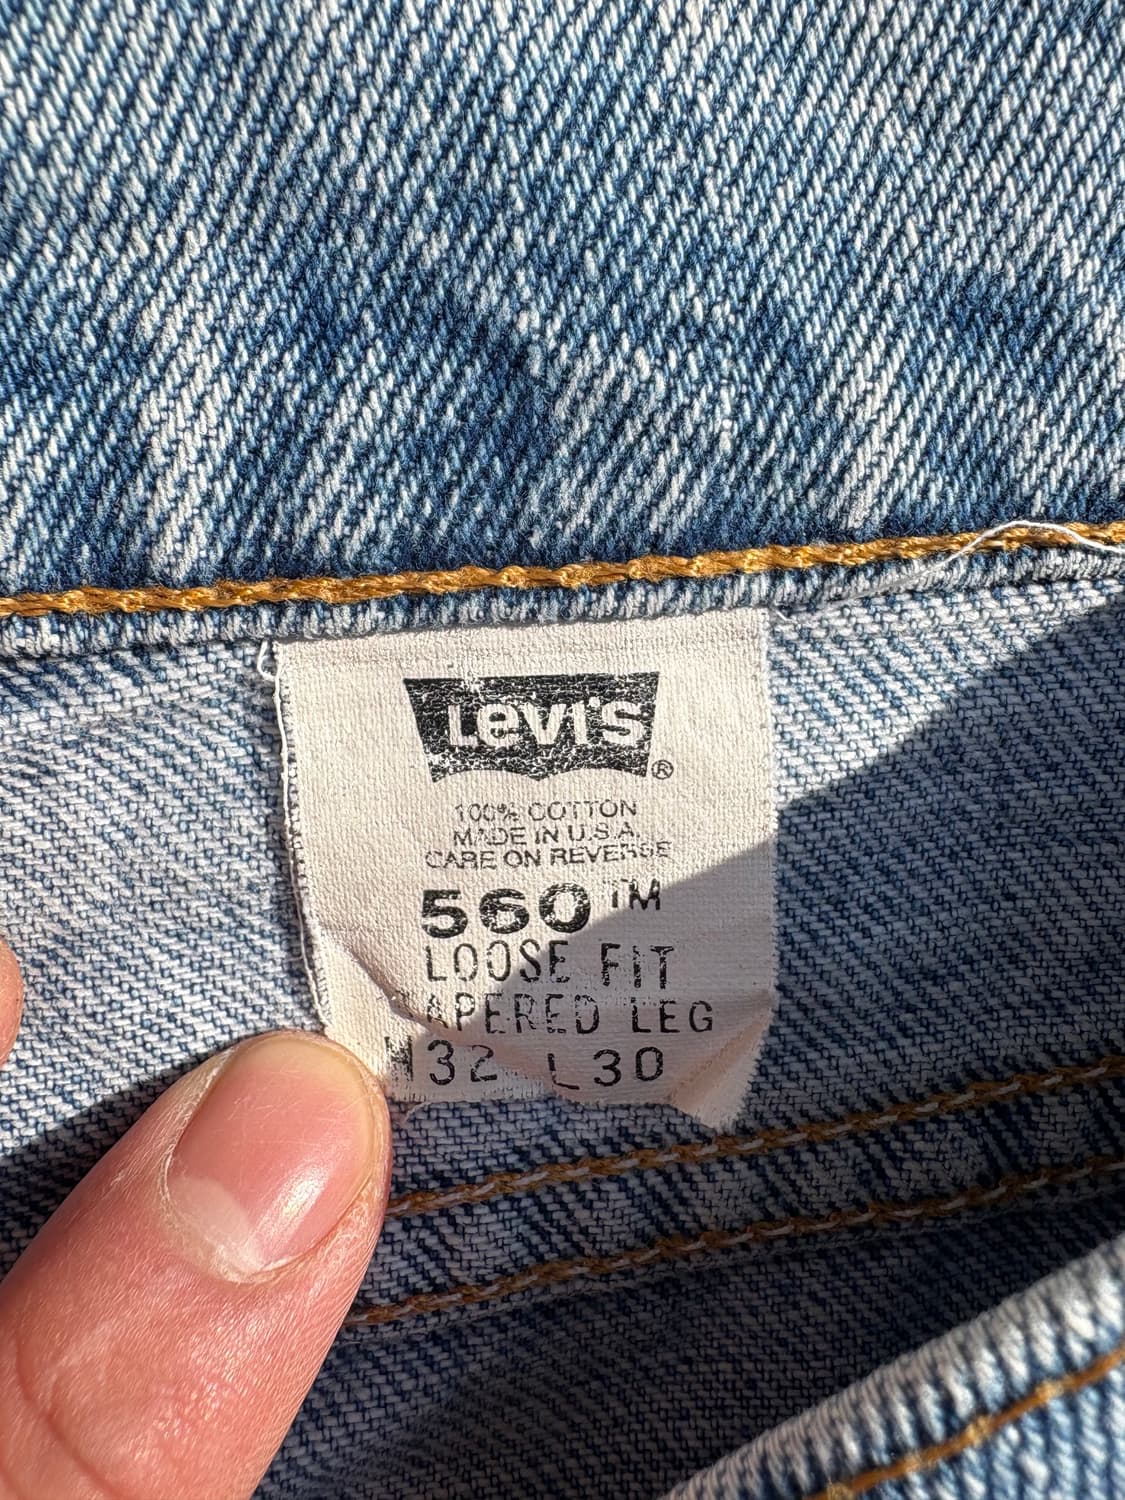 Levi's®
100% COTTON
MADE IN U.S.A.
CARE ON REVERSE
560™
LOOSE FIT
TAPERED LEG
W32 L30